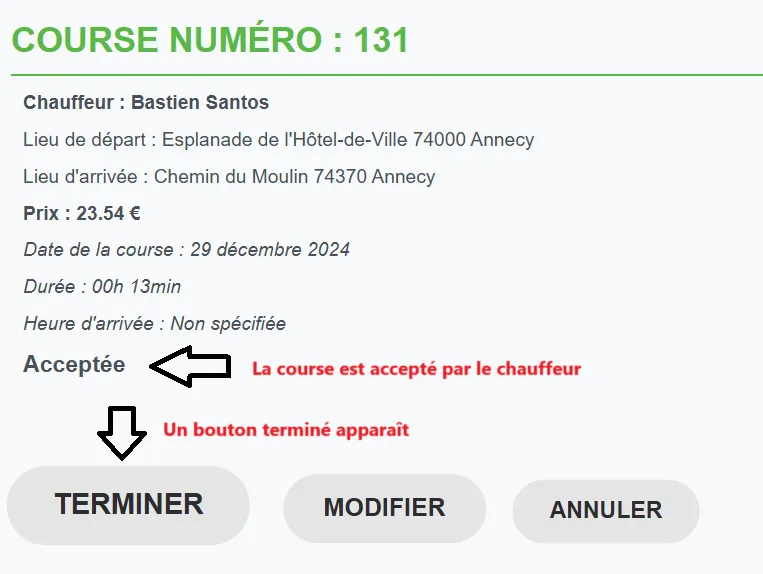 COURSE NUMÉRO : 131
Chauffeur : Bastien Santos
Lieu de départ : Esplanade de l'Hôtel-de-Ville 74000 Annecy
Lieu d'arrivée : Chemin du Moulin 74370 Annecy
Prix : 23.54 €
Date de la course : 29 décembre 2024
Durée : 00h 13min
Heure d'arrivée : Non spécifiée
Acceptée La course est accepté par le chauffeur
Un bouton terminé apparaît
TERMINER MODIFIER ANNULER